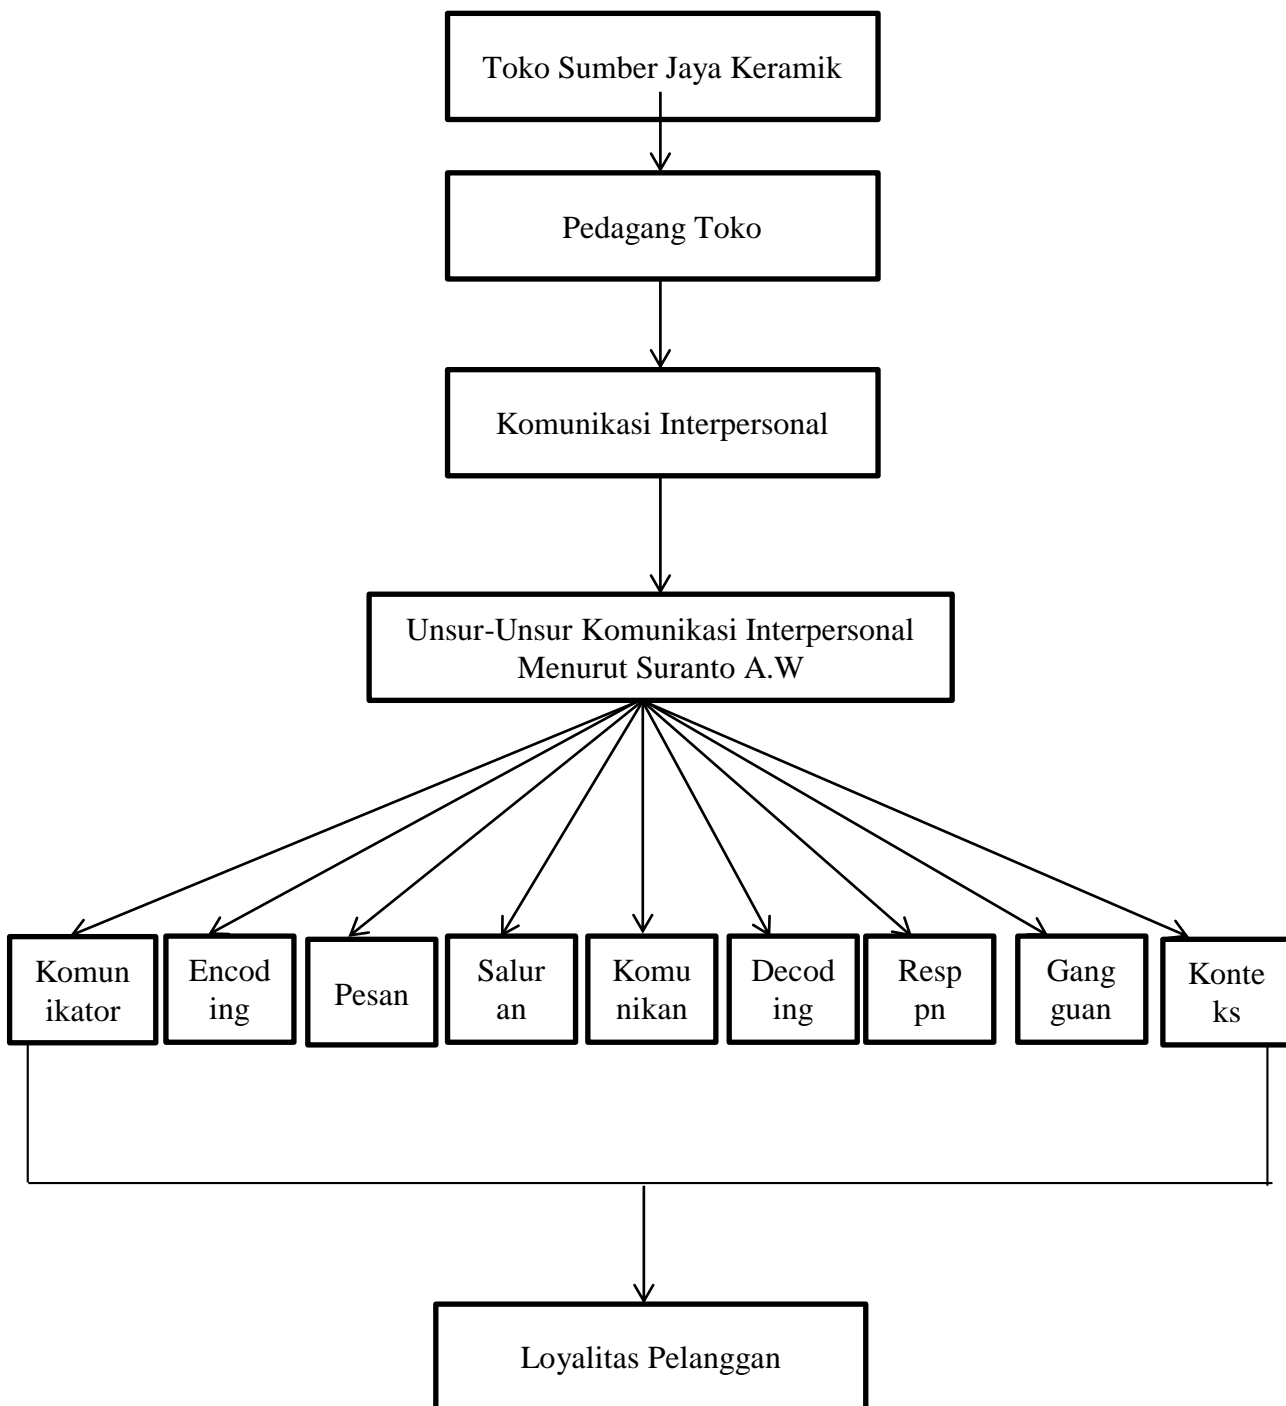 Toko Sumber Jaya Keramik
Pedagang Toko
Komunikasi Interpersonal
Unsur-Unsur Komunikasi Interpersonal
Menurut Suranto A.W
Komun
ikator
Encod
ing
Pesan
Salur
an
Komu
nikan
Decod
ing
Resp
pn
Gang
guan
Konte
ks
Loyalitas Pelanggan